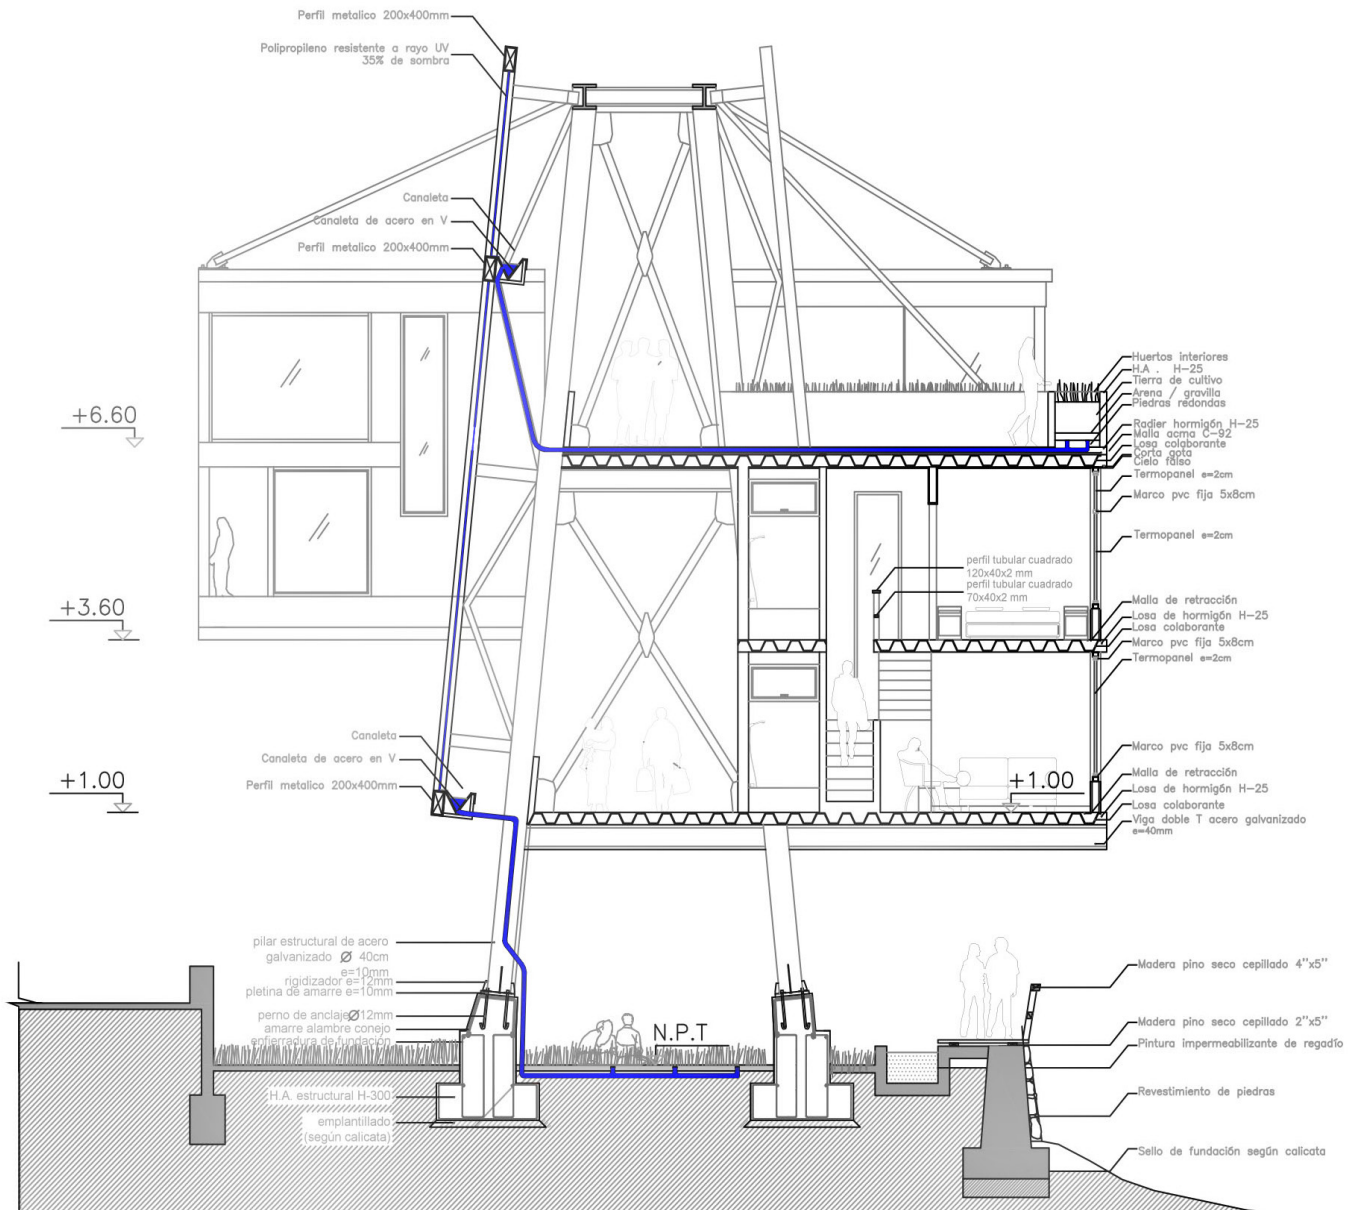 Perfil metalico 200x400mm
Polipropileno resistente a rayo UV
35% de sombra
Canaleta
Canaleta de acero en V
Perfil metalico 200x400mm
+6.60
+3.60
Canaleta
Canaleta de acero en V
Perfil metalico 200x400mm
+1.00
pilar estructural de acero
galvanizado Ø 40cm
e=10mm
rigidizador e=12mm
pletina de amarre e=10mm
perno de anclaje Ø12mm
amarre alambre conejo
enfierradura de fundación
H.A. estructural H-300
emplantillado
(según calicata)
N.P.T
perfil tubular cuadrado
120x40x2 mm
perfil tubular cuadrado
70x40x2 mm
+1.00
Huertos interiores
H.A . H-25
Tierra de cultivo
Arena / gravilla
Piedras redondas
Radier hormigón H-25
Malla acma C-92
Losa colaborante
Corta gota
Cielo falso
Termopanel e=2cm
Marco pvc fija 5x8cm
Termopanel e=2cm
Malla de retracción
Losa de hormigón H-25
Losa colaborante
Marco pvc fija 5x8cm
Termopanel e=2cm
Marco pvc fija 5x8cm
Malla de retracción
Losa de hormigón H-25
Losa colaborante
Viga doble T acero galvanizado
e=40mm
Madera pino seco cepillado 4"x5"
Madera pino seco cepillado 2"x5"
Pintura impermeabilizante de regadío
Revestimiento de piedras
Sello de fundación según calicata